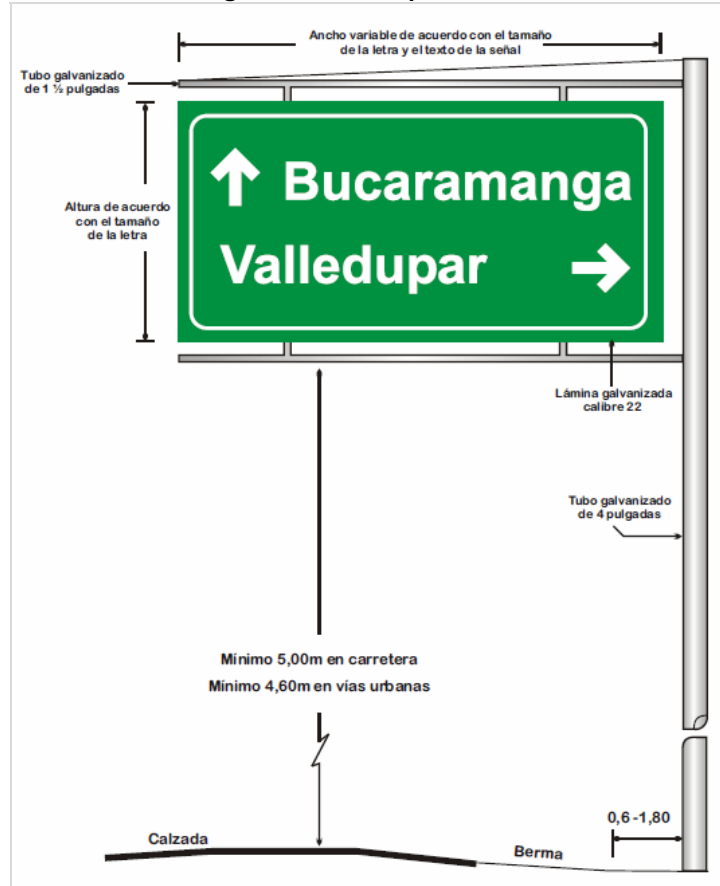 Ancho variable de acuerdo con el tamaño
de la letra y el texto de la señal
Tubo galvanizado
de 1 ½ pulgadas
Altura de acuerdo
con el tamaño
de la letra
Bucaramanga
Valledupar
Lámina galvanizada
calibre 22
Tubo galvanizado
de 4 pulgadas
Mínimo 5,00m en carretera
Mínimo 4,60m en vías urbanas
0,6 -1,80
Calzada
Berma